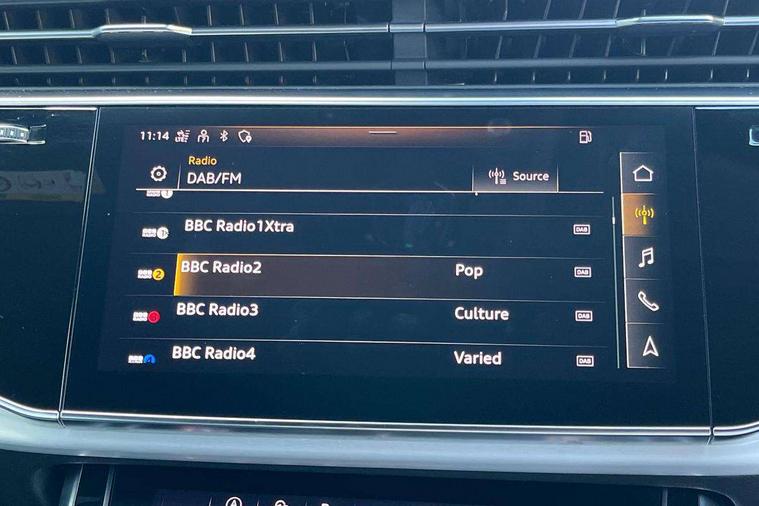 11:14
Radio
DAB/FM
Source
BBC Radio1Xtra
DAB
BBC Radio2
Pop
DAB
BBC Radio3
Culture
DAB
BBC Radio4
Varied
DAB